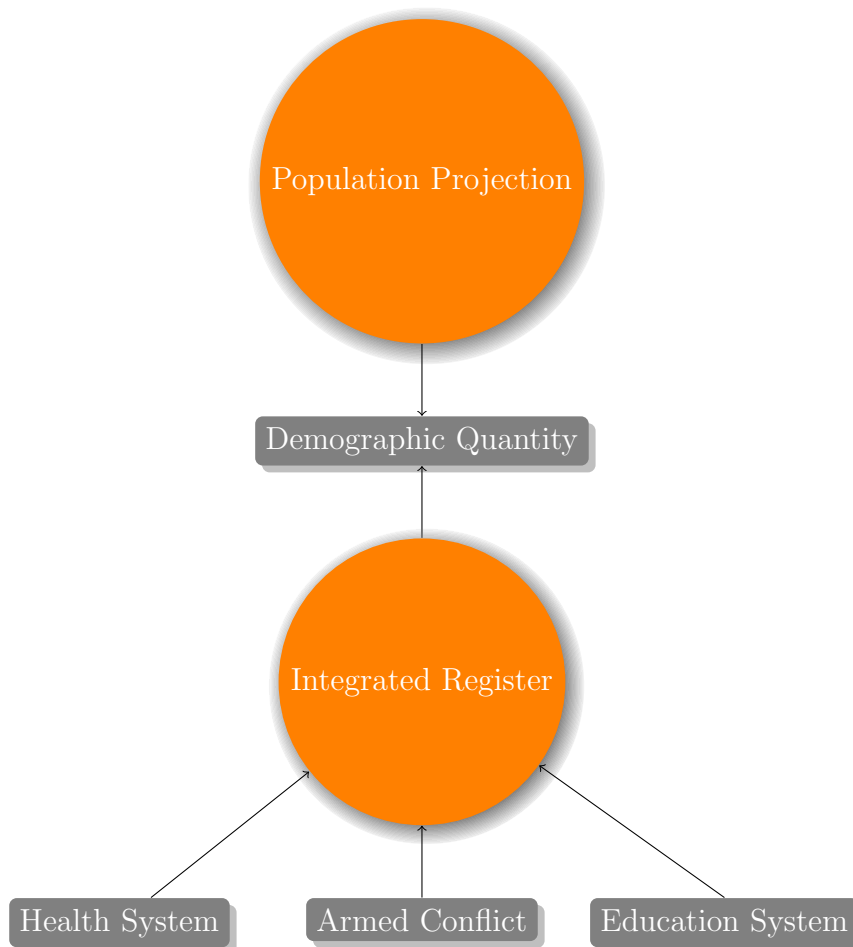 Population Projection
Demographic Quantity
Integrated Register
Health System
Armed Conflict
Education System